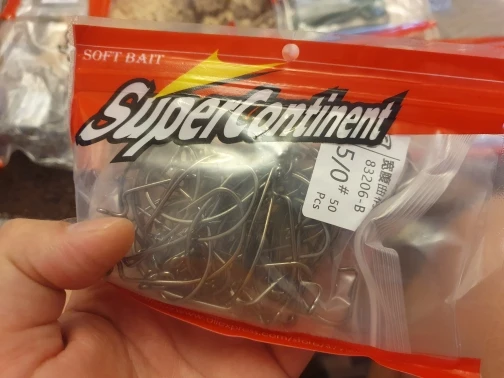 SOFT BAIT
SuperContinent
5/0# 50
83206-B Pcs